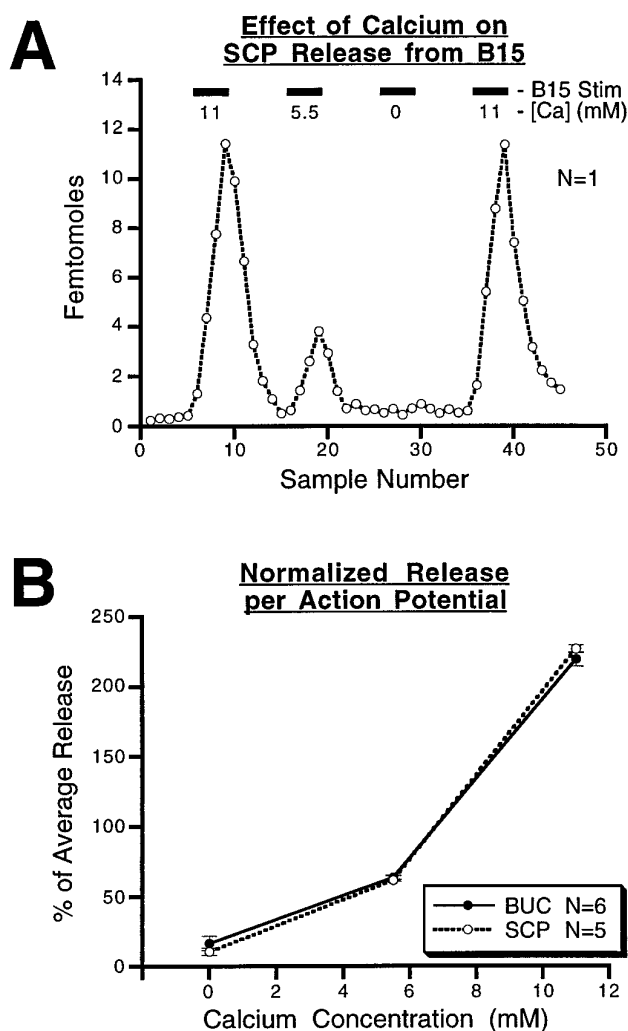 A
Effect of Calcium on
SCP Release from B15
14
12
10
8
6
4
2
0
Femtomoles
- B15 Stim
11 5.5 0 11 - [Ca] (mM)
N=1
0 10 20 30 40 50
Sample Number
B
Normalized Release
per Action Potential
250
200
150
100
50
0
% of Average Release
BUC N=6
SCP N=5
0 2 4 6 8 10 12
Calcium Concentration (mM)